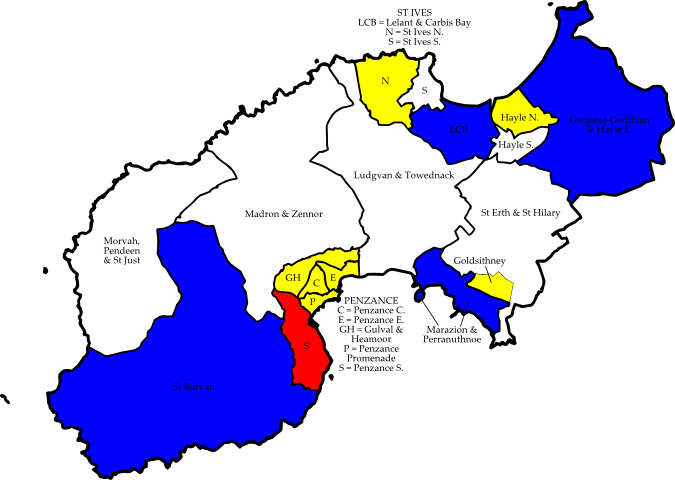 ST IVES
LCB = Lelant & Carbis Bay
N = St Ives N.
S = St Ives S.
N
S
LCB
Hayle N.
Gwinear-Gwithian
& Hayle E.
Hayle S.
Ludgvan & Towednack
Madron & Zennor
St Erth & St Hilary
Morvah,
Pendeen
& St Just
Goldsithney
GH
C
E
P
S
PENZANCE
C = Penzance C.
E = Penzance E.
GH = Gulval &
Heamoor
P = Penzance
Promenade
S = Penzance S.
Marazion &
Perranuthnoe
St Buryan